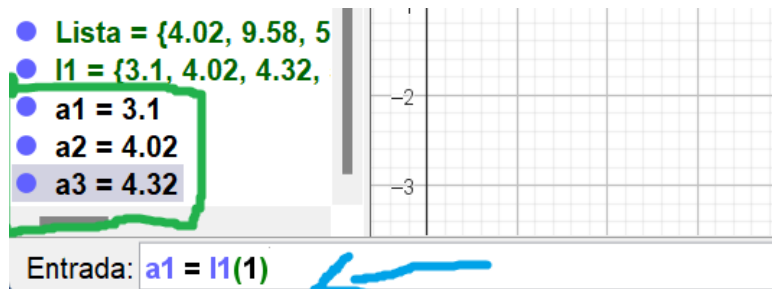 Lista = {4.02, 9.58, 5
l1 = {3.1, 4.02, 4.32,
a1 = 3.1
a2 = 4.02
a3 = 4.32
–2
–3
Entrada: a1 = l1(1)